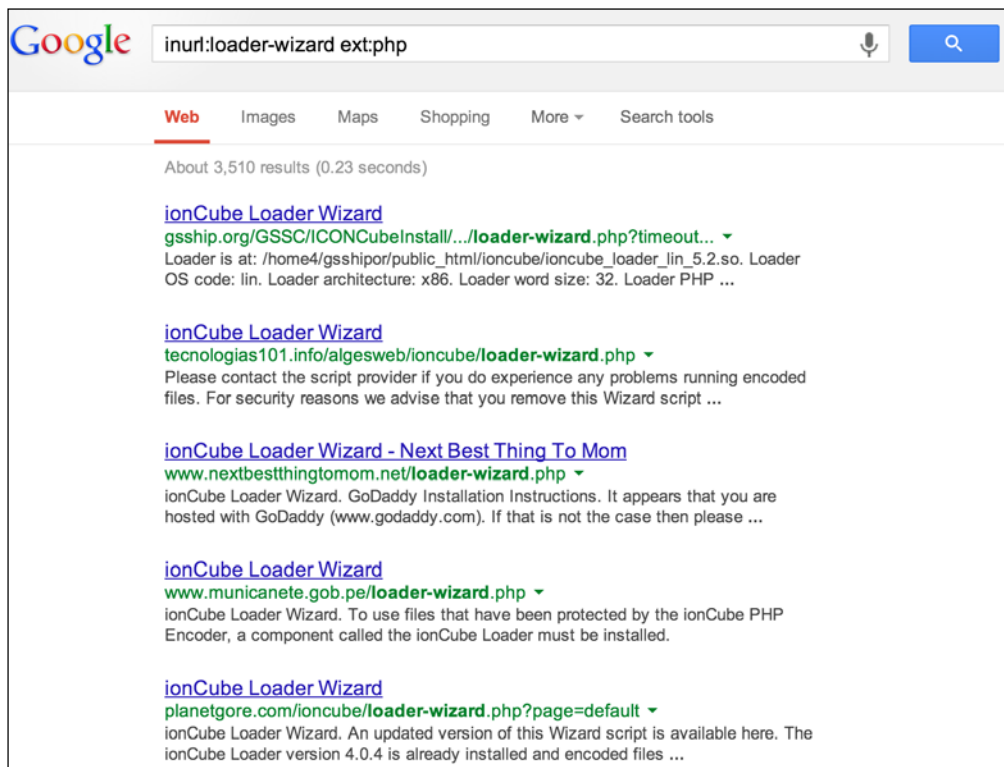 Google
inurl:loader-wizard ext:php
Web Images Maps Shopping More Search tools
About 3,510 results (0.23 seconds)
ionCube Loader Wizard
gsship.org/GSSC/ICONCubeInstall/.../loader-wizard.php?timeout...
Loader is at: /home4/gsshipor/public_html/ioncube/ioncube_loader_lin_5.2.so. Loader
OS code: lin. Loader architecture: x86. Loader word size: 32. Loader PHP ...
ionCube Loader Wizard
tecnologias101.info/algesweb/ioncube/loader-wizard.php
Please contact the script provider if you do experience any problems running encoded
files. For security reasons we advise that you remove this Wizard script ...
ionCube Loader Wizard - Next Best Thing To Mom
www.nextbestthingtomom.net/loader-wizard.php
ionCube Loader Wizard. GoDaddy Installation Instructions. It appears that you are
hosted with GoDaddy (www.godaddy.com). If that is not the case then please ...
ionCube Loader Wizard
www.municanete.gob.pe/loader-wizard.php
ionCube Loader Wizard. To use files that have been protected by the ionCube PHP
Encoder, a component called the ionCube Loader must be installed.
ionCube Loader Wizard
planetgore.com/ioncube/loader-wizard.php?page=default
ionCube Loader Wizard. An updated version of this Wizard script is available here. The
ionCube Loader version 4.0.4 is already installed and encoded files ...